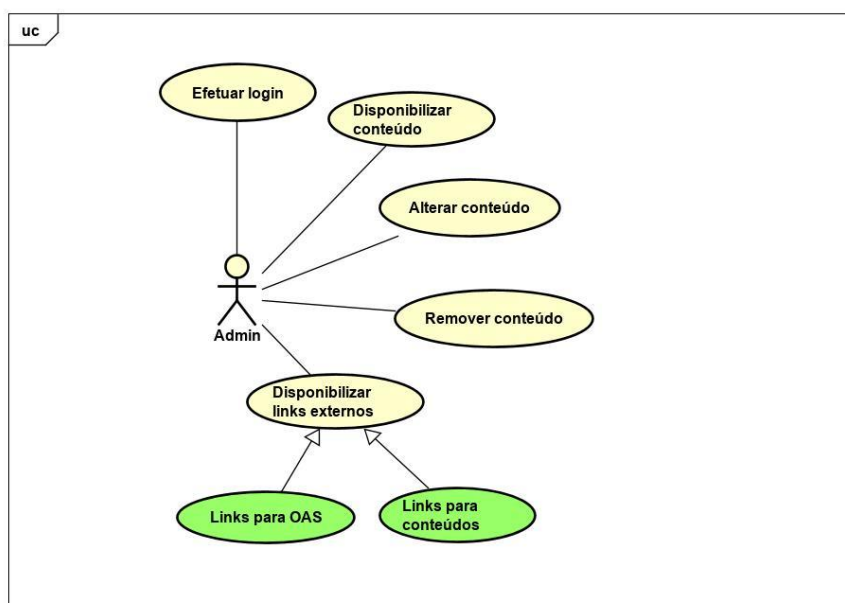 uc
Efetuar login
Disponibilizar
conteúdo
Alterar conteúdo
Remover conteúdo
Admin
Disponibilizar
links externos
Links para OAS
Links para
conteúdos